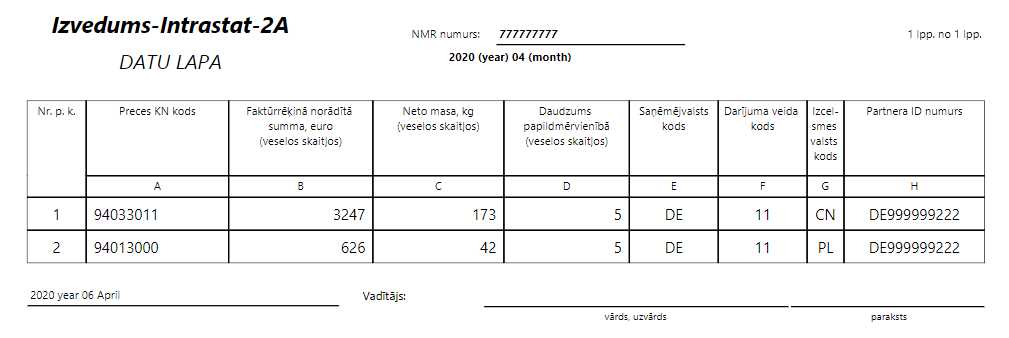 Izvedums-Intrastat-2A
NMR numurs: 777777777
1 lpp. no 1 lpp.
2020 (year) 04 (month)
DATU LAPA
Nr. p. k. Preces KN kods Faktūrrēķinā norādītā summa, euro (veselos skaitļos) Neto masa, kg (veselos skaitļos) Daudzums papildmērvienībā (veselos skaitļos) Saņēmējvalsts kods Darījuma veida kods Izcel-smes valsts kods Partnera ID numurs
A B C D E F G H
1 94033011 3247 173 5 DE 11 CN DE999999222
2 94013000 626 42 5 DE 11 PL DE999999222
2020 year 06 April Vadītājs:
vārds, uzvārds paraksts